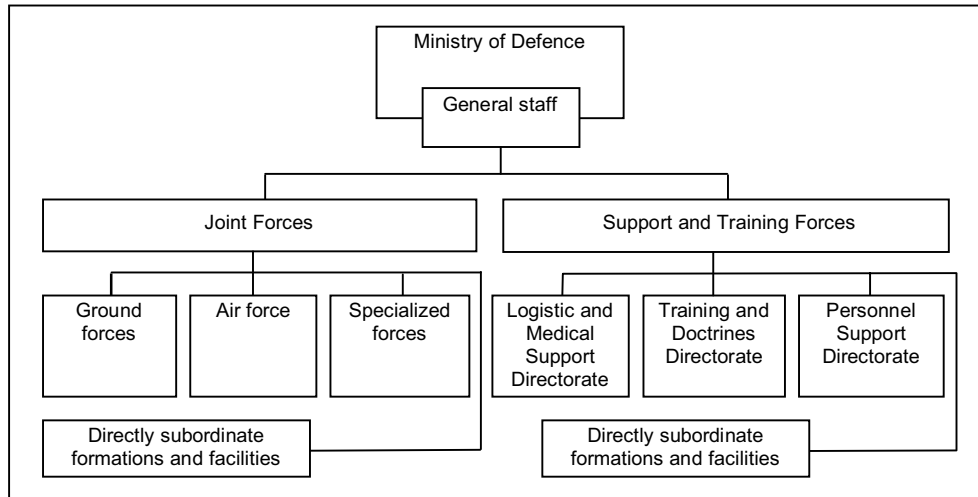 Ministry of Defence
General staff
Joint Forces
Support and Training Forces
Ground
forces
Air force
Specialized
forces
Logistic and
Medical
Support
Directorate
Training and
Doctrines
Directorate
Personnel
Support
Directorate
Directly subordinate
formations and facilities
Directly subordinate
formations and facilities